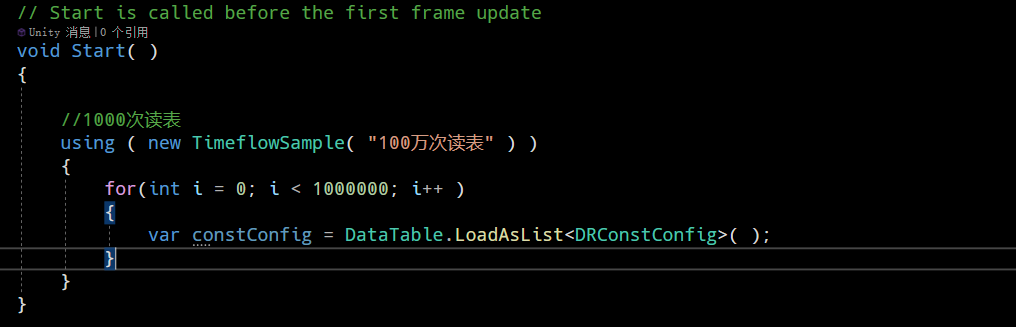 // Start is called before the first frame update
Unity 消息|0 个引用
void Start( )
{
//1000次读表
using ( new TimeflowSample( "100万次读表" ) )
{
for(int i = 0; i < 1000000; i++ )
{
var constConfig = DataTable.LoadAsList<DRConstConfig>( );
}
}
}